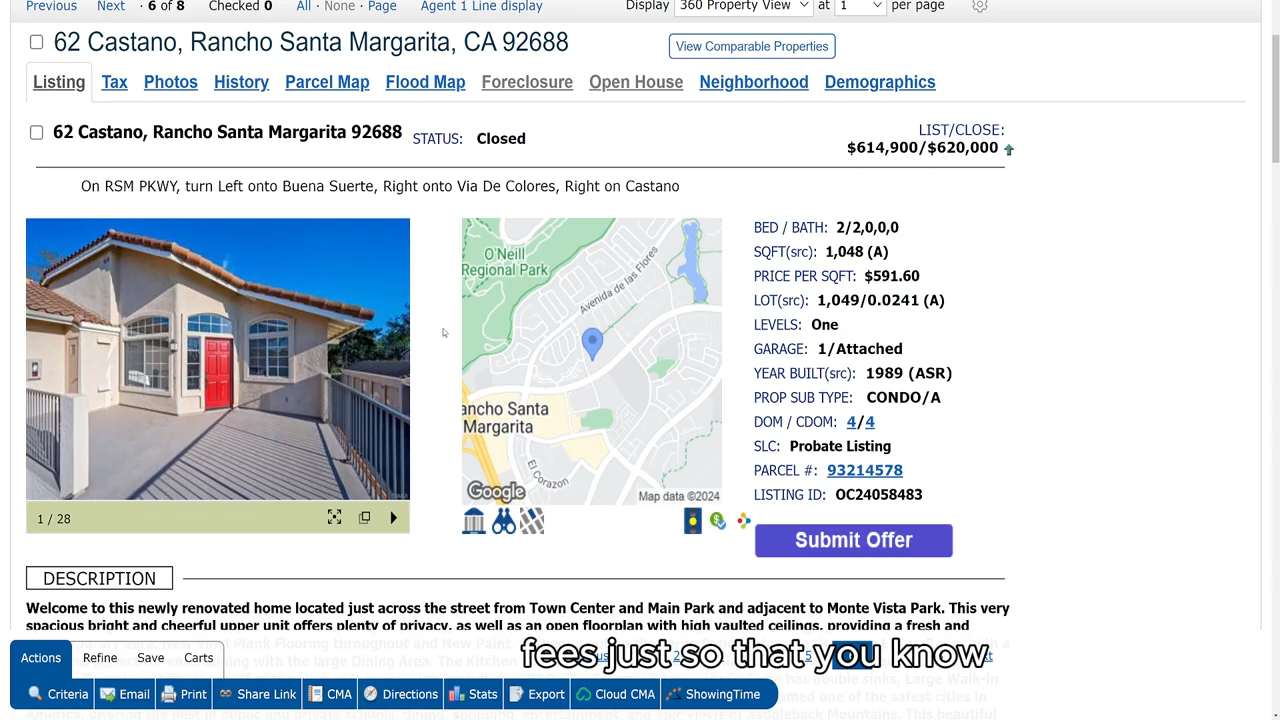 Previous · Next · 6 of 8 Checked 0 All · None · Page Agent 1 Line display Display 360 Property View at 1 per page
62 Castano, Rancho Santa Margarita, CA 92688 View Comparable Properties
Listing Tax Photos History Parcel Map Flood Map Foreclosure Open House Neighborhood Demographics
62 Castano, Rancho Santa Margarita 92688 STATUS: Closed LIST/CLOSE:
$614,900/$620,000
On RSM PKWY, turn Left onto Buena Suerte, Right onto Via De Colores, Right on Castano
O'Neill
Regional Park
Avenida de las Flores
ancho Santa
Margarita
El Corazon
Google Map data ©2024
BED / BATH: 2/2,0,0,0
SQFT(src): 1,048 (A)
PRICE PER SQFT: $591.60
LOT(src): 1,049/0.0241 (A)
LEVELS: One
GARAGE: 1/Attached
YEAR BUILT(src): 1989 (ASR)
PROP SUB TYPE: CONDO/A
DOM / CDOM: 4/4
SLC: Probate Listing
PARCEL #: 93214578
LISTING ID: OC24058483
1 / 28
Submit Offer
DESCRIPTION
Welcome to this newly renovated home located just across the street from Town Center and Main Park and adjacent to Monte Vista Park. This very
spacious bright and cheerful upper unit offers plenty of privacy, as well as an open floorplan with high vaulted ceilings, providing a fresh and
fees just so that you know
Actions Refine Save Carts
Criteria Email Print Share Link CMA Directions Stats Export Cloud CMA ShowingTime